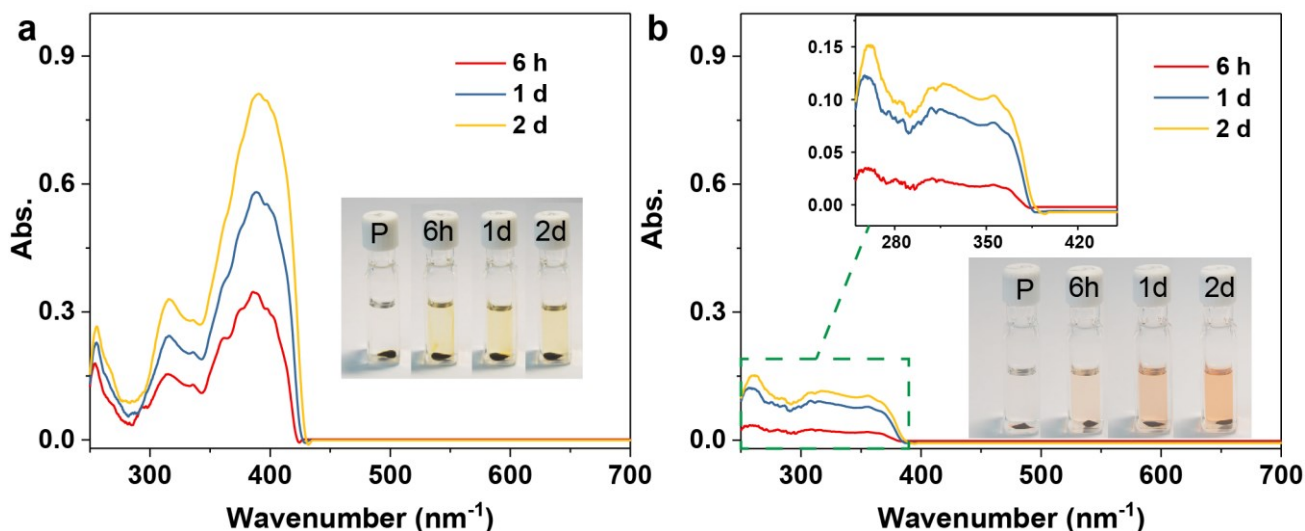 a
0.9
0.6
0.3
0.0
Abs.
300 400 500 600 700
Wavenumber (nm⁻¹)
6 h
1 d
2 d
P 6h 1d 2d
b
0.9
0.6
0.3
0.0
Abs.
300 400 500 600 700
Wavenumber (nm⁻¹)
0.15
0.10
0.05
0.00
280 350 420
6 h
1 d
2 d
P 6h 1d 2d